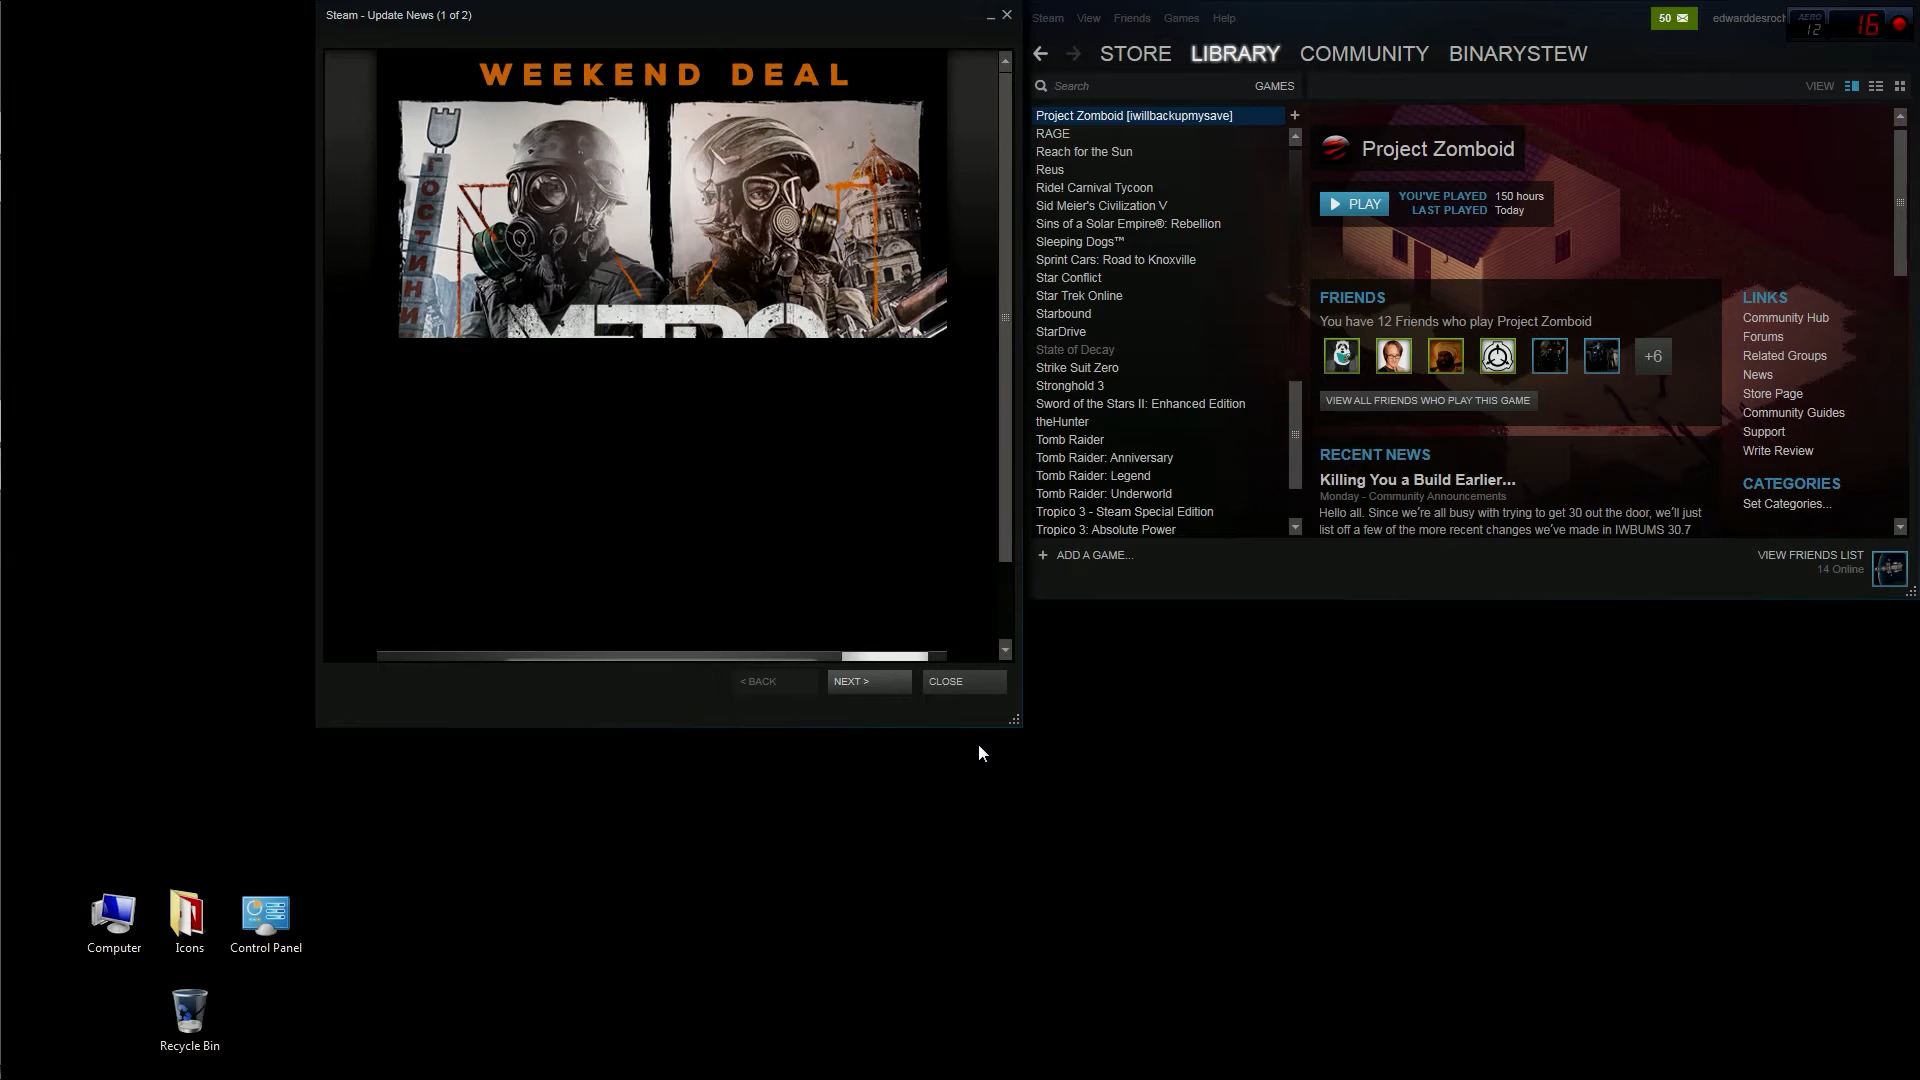 Steam - Update News (1 of 2)
WEEKEND DEAL
ГОСТИНИ
METRO
< BACK
NEXT >
CLOSE
Steam View Friends Games Help
50
edwarddesroch
AERO
12
16
STORE LIBRARY COMMUNITY BINARYSTEW
Search
GAMES
VIEW
Project Zomboid [iwillbackupmysave]
+
RAGE
Reach for the Sun
Reus
Ride! Carnival Tycoon
Sid Meier's Civilization V
Sins of a Solar Empire®: Rebellion
Sleeping Dogs™
Sprint Cars: Road to Knoxville
Star Conflict
Star Trek Online
Starbound
StarDrive
State of Decay
Strike Suit Zero
Stronghold 3
Sword of the Stars II: Enhanced Edition
theHunter
Tomb Raider
Tomb Raider: Anniversary
Tomb Raider: Legend
Tomb Raider: Underworld
Tropico 3 - Steam Special Edition
Tropico 3: Absolute Power
+ ADD A GAME...
Project Zomboid
PLAY
YOU'VE PLAYED 150 hours
LAST PLAYED Today
FRIENDS
You have 12 Friends who play Project Zomboid
+6
VIEW ALL FRIENDS WHO PLAY THIS GAME
RECENT NEWS
Killing You a Build Earlier...
Monday - Community Announcements
Hello all. Since we're all busy with trying to get 30 out the door, we'll just
list off a few of the more recent changes we've made in IWBUMS 30.7
LINKS
Community Hub
Forums
Related Groups
News
Store Page
Community Guides
Support
Write Review
CATEGORIES
Set Categories...
VIEW FRIENDS LIST
14 Online
Computer
Icons
Control Panel
Recycle Bin